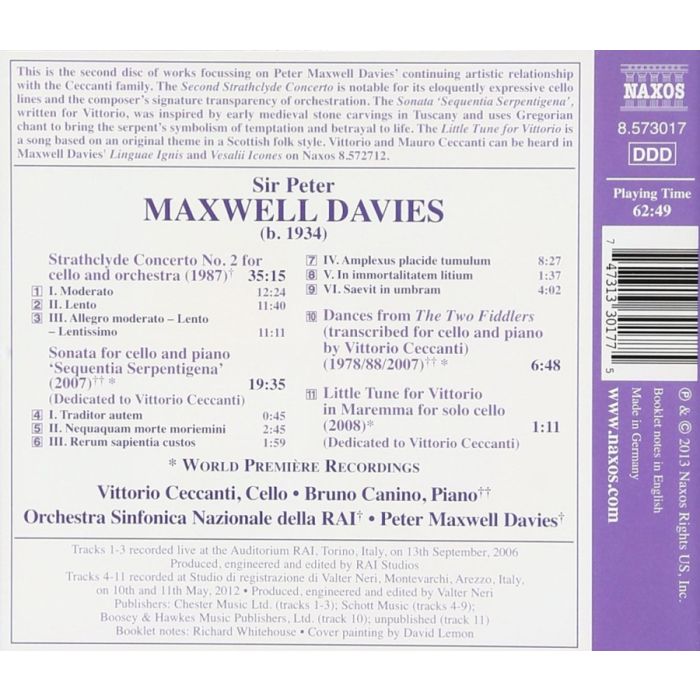 This is the second disc of works focussing on Peter Maxwell Davies' continuing artistic relationship
with the Ceccanti family. The Second Strathclyde Concerto is notable for its eloquently expressive cello
lines and the composer's signature transparency of orchestration. The Sonata 'Sequentia Serpentigena',
written for Vittorio, was inspired by early medieval stone carvings in Tuscany and uses Gregorian
chant to bring the serpent's symbolism of temptation and betrayal to life. The Little Tune for Vittorio is
a song based on an original theme in a Scottish folk style. Vittorio and Mauro Ceccanti can be heard in
Maxwell Davies' Linguae Ignis and Vesalii Icones on Naxos 8.572712.
Sir Peter
MAXWELL DAVIES
(b. 1934)
Strathclyde Concerto No. 2 for
cello and orchestra (1987)† 35:15
1 I. Moderato 12:24
2 II. Lento 11:40
3 III. Allegro moderato – Lento
– Lentissimo 11:11
Sonata for cello and piano
'Sequentia Serpentigena'
(2007)†† * 19:35
(Dedicated to Vittorio Ceccanti)
4 I. Traditor autem 0:45
5 II. Nequaquam morte moriemini 2:45
6 III. Rerum sapientia custos 1:59
7 IV. Amplexus placide tumulum 8:27
8 V. In immortalitatem litium 1:37
9 VI. Saevit in umbram 4:02
10 Dances from The Two Fiddlers
(transcribed for cello and piano
by Vittorio Ceccanti)
(1978/88/2007)†† * 6:48
11 Little Tune for Vittorio
in Maremma for solo cello
(2008)* 1:11
(Dedicated to Vittorio Ceccanti)
* WORLD PREMIÈRE RECORDINGS
Vittorio Ceccanti, Cello • Bruno Canino, Piano††
Orchestra Sinfonica Nazionale della RAI† • Peter Maxwell Davies†
Tracks 1-3 recorded live at the Auditorium RAI, Torino, Italy, on 13th September, 2006
Produced, engineered and edited by RAI Studios
Tracks 4-11 recorded at Studio di registrazione di Valter Neri, Montevarchi, Arezzo, Italy,
on 10th and 11th May, 2012 • Produced, engineered and edited by Valter Neri
Publishers: Chester Music Ltd. (tracks 1-3); Schott Music (tracks 4-9);
Boosey & Hawkes Music Publishers, Ltd. (track 10); unpublished (track 11)
Booklet notes: Richard Whitehouse • Cover painting by David Lemon
NAXOS
8.573017
DDD
Playing Time
62:49
7 47313 30177 5
℗ & © 2013 Naxos Rights US, Inc.
Booklet notes in English
Made in Germany
www.naxos.com